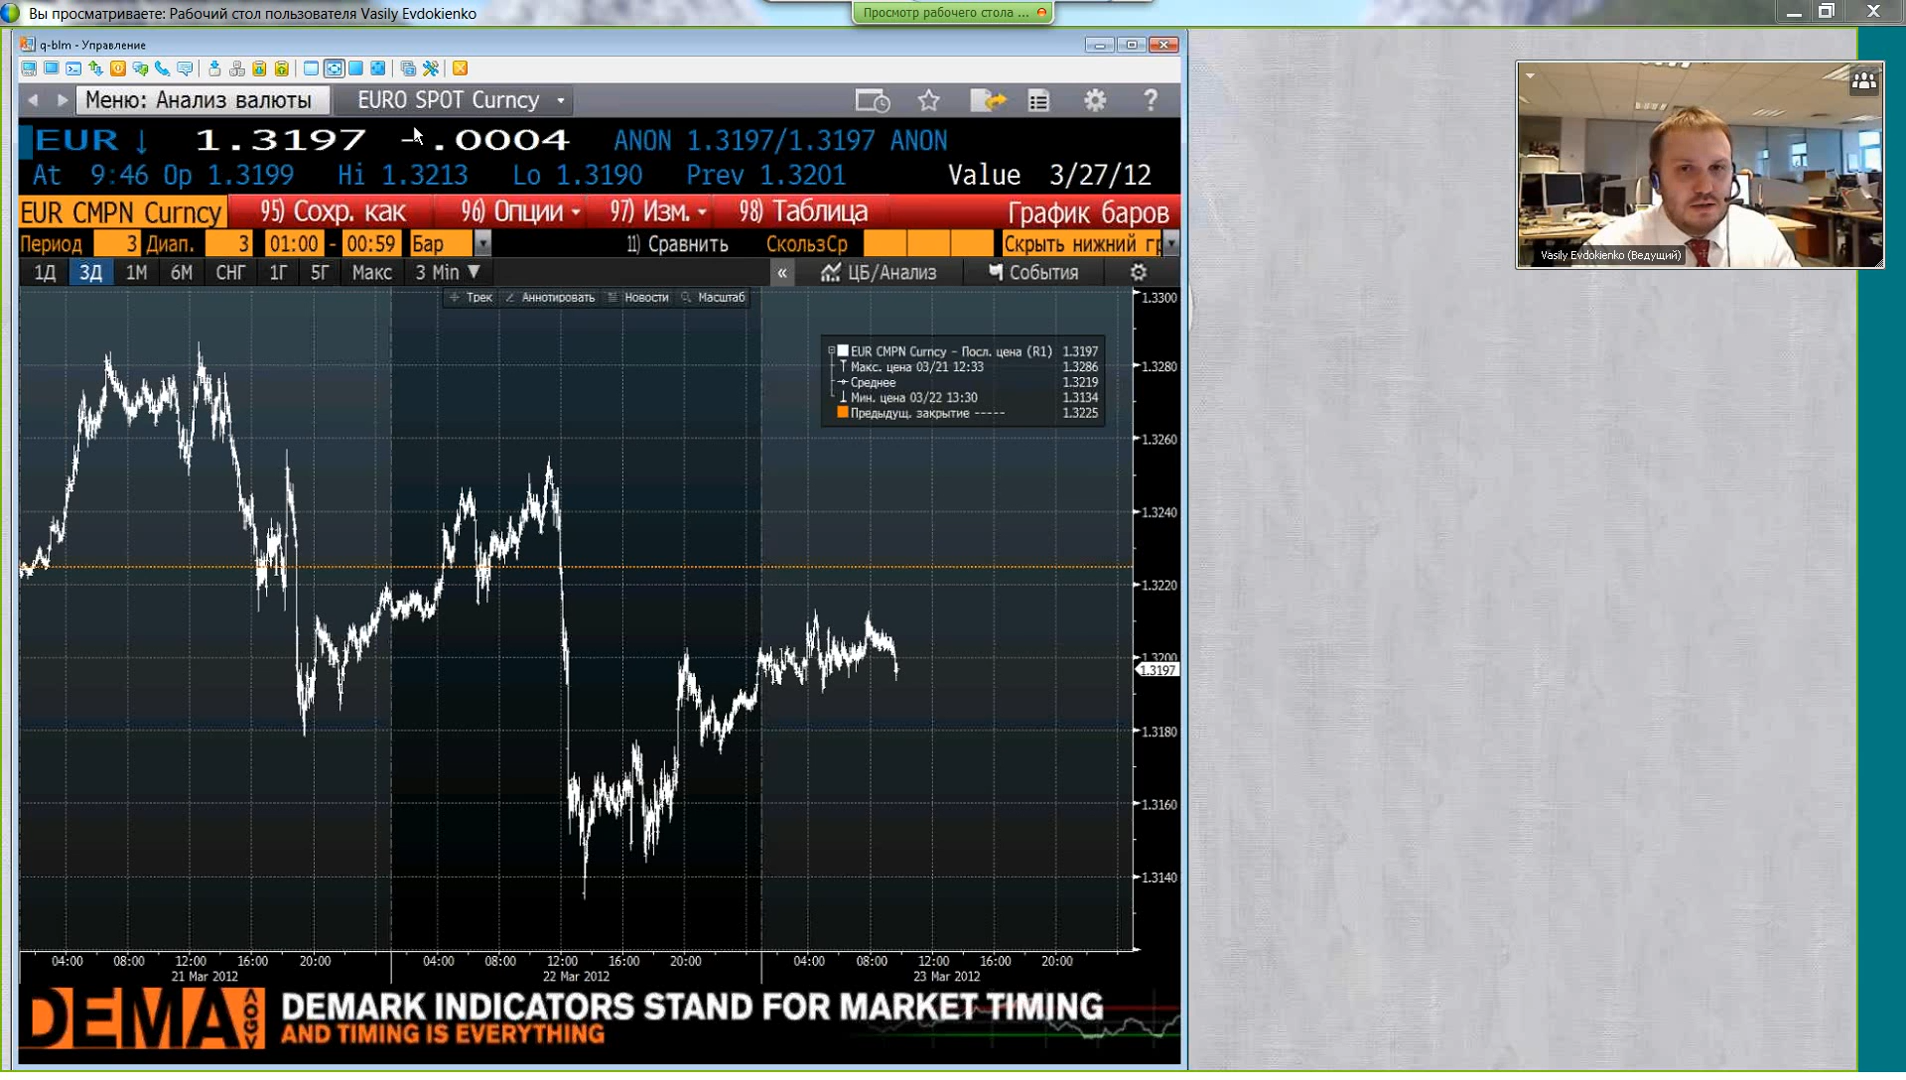 Вы просматриваете: Рабочий стол пользователя Vasily Evdokienko
Просмотр рабочего стола ...
q-blm - Управление
Меню: Анализ валюты
EURO SPOT Curncy
EUR ↓ 1.3197 -.0004 ANON 1.3197/1.3197 ANON
At 9:46 Op 1.3199 Hi 1.3213 Lo 1.3190 Prev 1.3201 Value 3/27/12
EUR CMPN Curncy 95) Сохр. как 96) Опции 97) Изм. 98) Таблица График баров
Период 3 Диап. 3 01:00 - 00:59 Бар 11) Сравнить СкользСр Скрыть нижний гр
1Д 3Д 1М 6М СНГ 1Г 5Г Макс 3 Min ▼ « ЦБ/Анализ События
Трек Аннотировать Новости Масштаб
EUR CMPN Curncy - Посл. цена (R1) 1.3197
Макс. цена 03/21 12:33 1.3286
Среднее 1.3219
Мин. цена 03/22 13:30 1.3134
Предыдущ. закрытие ----- 1.3225
1.3300
1.3280
1.3260
1.3240
1.3220
1.3200
1.3197
1.3180
1.3160
1.3140
04:00 08:00 12:00 16:00 20:00 04:00 08:00 12:00 16:00 20:00 04:00 08:00 12:00 16:00 20:00
21 Mar 2012 22 Mar 2012 23 Mar 2012
DEMA GOGY
DEMARK INDICATORS STAND FOR MARKET TIMING
AND TIMING IS EVERYTHING
Vasily Evdokienko (Ведущий)